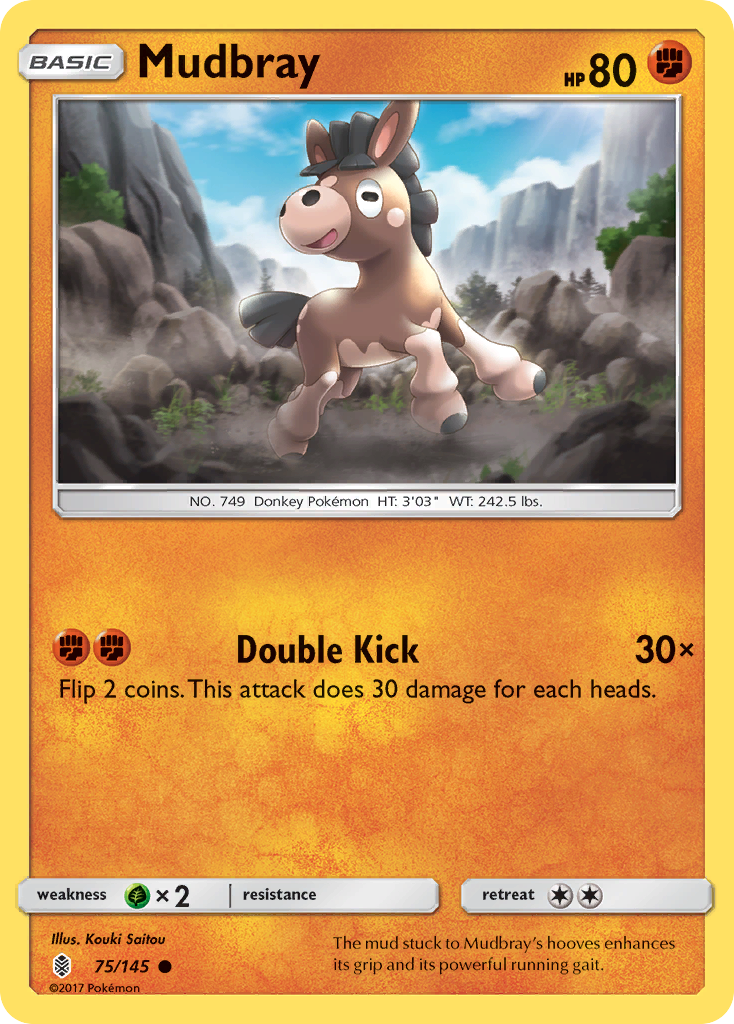 BASIC Mudbray HP 80
NO. 749 Donkey Pokémon HT: 3'03" WT: 242.5 lbs.
Double Kick 30×
Flip 2 coins. This attack does 30 damage for each heads.
weakness × 2 resistance retreat
Illus. Kouki Saitou
75/145
©2017 Pokémon
The mud stuck to Mudbray's hooves enhances
its grip and its powerful running gait.